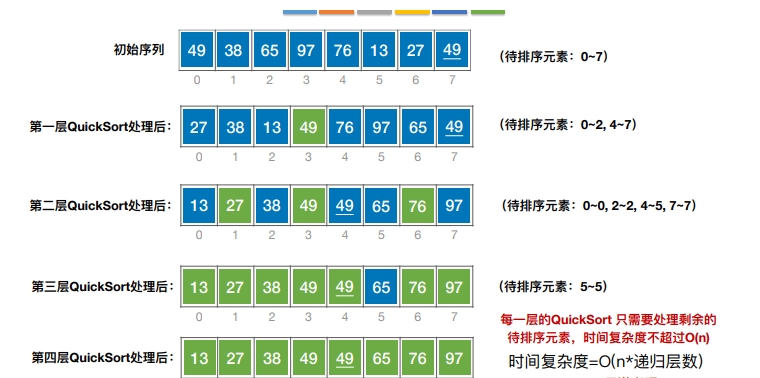 初始序列 49 38 65 97 76 13 27 49 （待排序元素：0~7）
0 1 2 3 4 5 6 7
第一层QuickSort处理后： 27 38 13 49 76 97 65 49 （待排序元素：0~2, 4~7）
0 1 2 3 4 5 6 7
第二层QuickSort处理后： 13 27 38 49 49 65 76 97 （待排序元素：0~0, 2~2, 4~5, 7~7）
0 1 2 3 4 5 6 7
第三层QuickSort处理后： 13 27 38 49 49 65 76 97 （待排序元素：5~5）
0 1 2 3 4 5 6 7
每一层的QuickSort 只需要处理剩余的
待排序元素，时间复杂度不超过O(n)
第四层QuickSort处理后： 13 27 38 49 49 65 76 97
时间复杂度=O(n*递归层数)